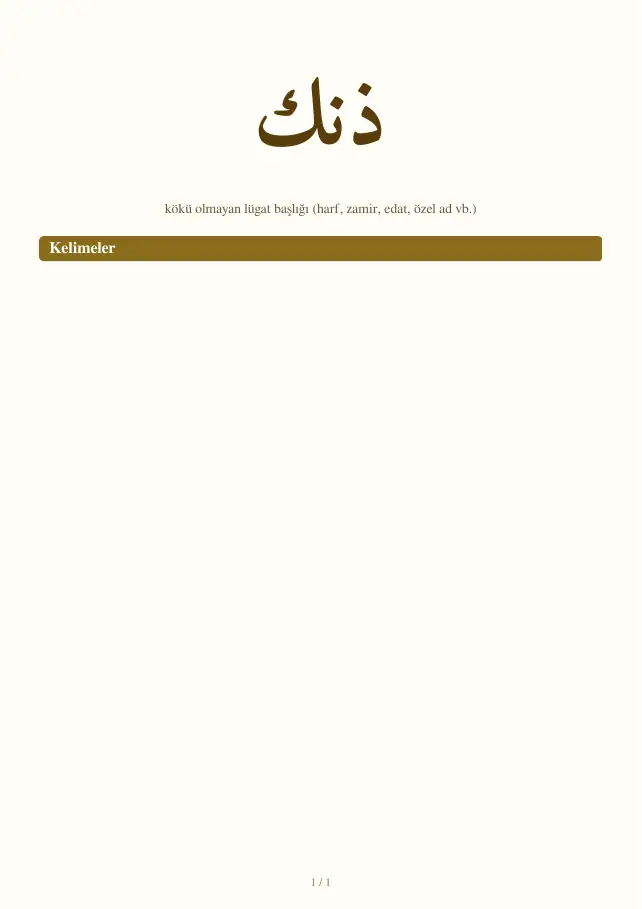 ذنك
kökü olmayan lügat başlığı (harf, zamir, edat, özel ad vb.)
Kelimeler
1 / 1